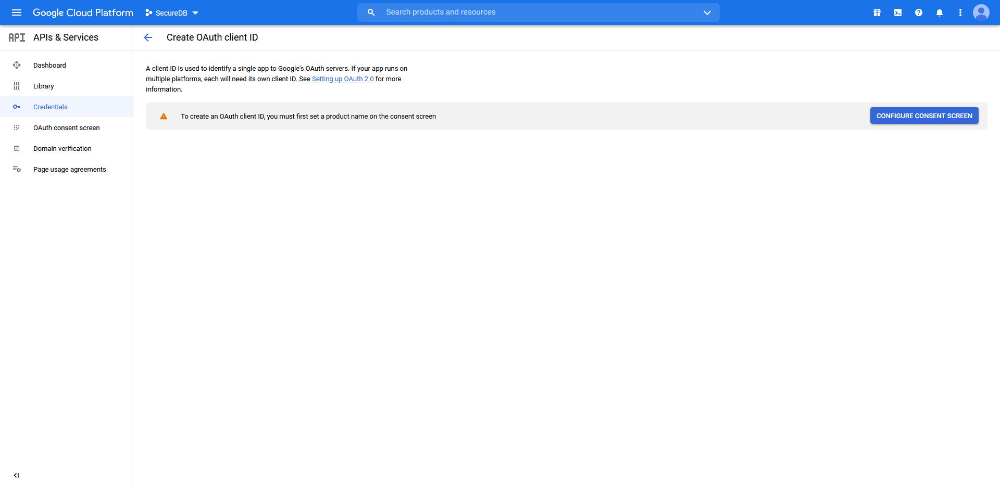 Google Cloud Platform
SecureDB
Search products and resources
API
APIs & Services
Create OAuth client ID
Dashboard
Library
Credentials
OAuth consent screen
Domain verification
Page usage agreements
A client ID is used to identify a single app to Google's OAuth servers. If your app runs on
multiple platforms, each will need its own client ID. See Setting up OAuth 2.0 for more
information.
To create an OAuth client ID, you must first set a product name on the consent screen
CONFIGURE CONSENT SCREEN